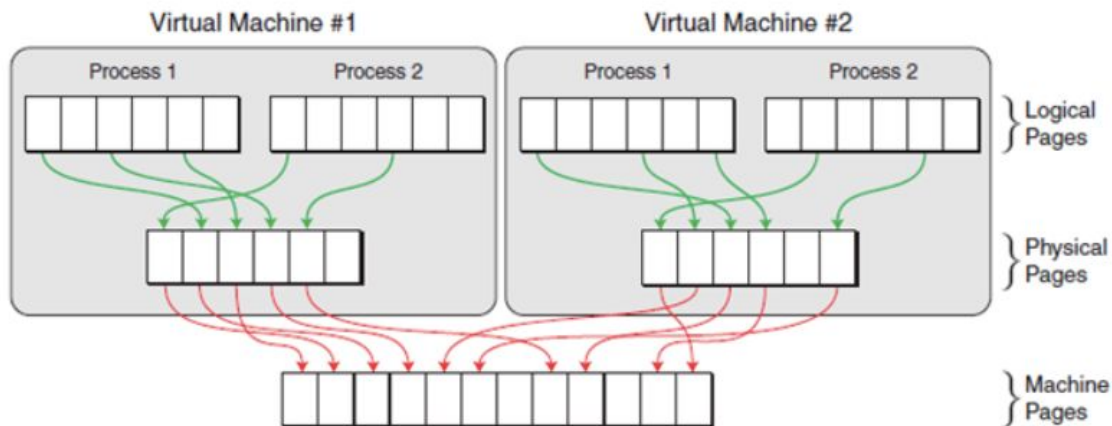 Virtual Machine #1
Virtual Machine #2
Process 1
Process 2
Process 1
Process 2
Logical
Pages
Physical
Pages
Machine
Pages